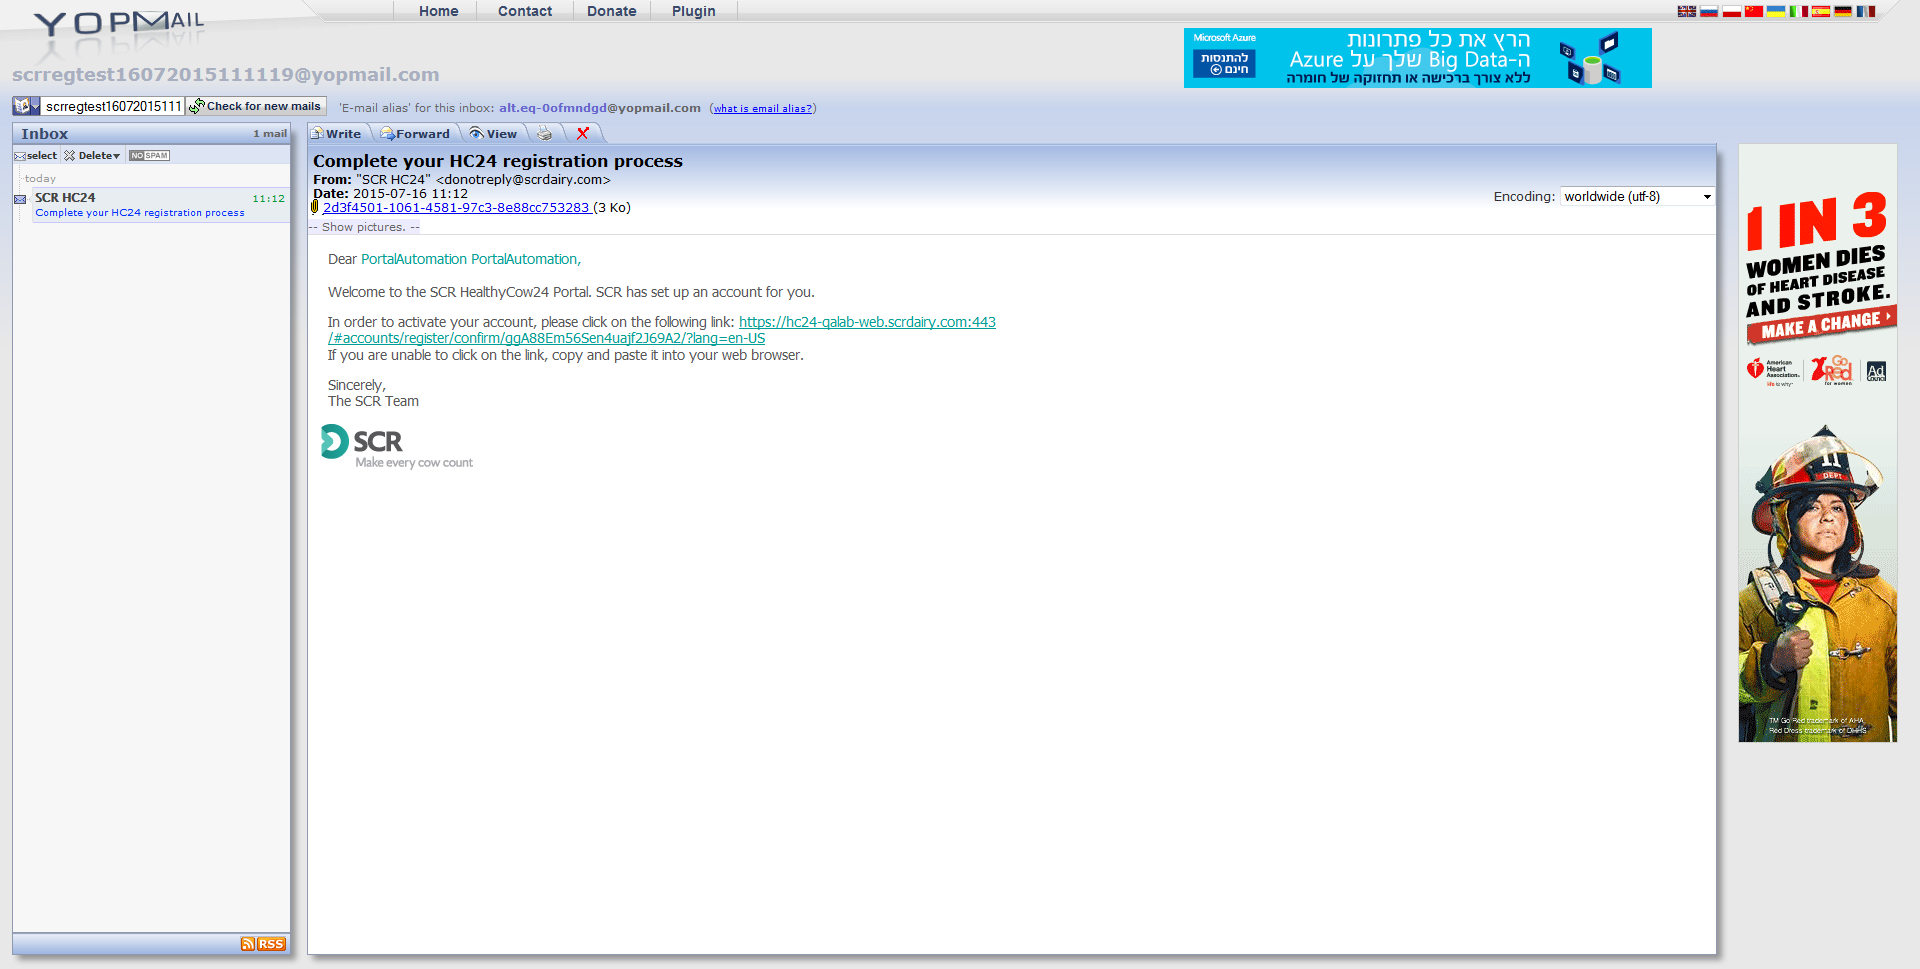 YOPMAIL
Home Contact Donate Plugin
scrregtest16072015111119@yopmail.com
Microsoft Azure
להתנסות
חינם
הרץ את כל פתרונות
ה-Big Data שלך על Azure
ללא צורך ברכישה או תחזוקה של חומרה
scrregtest16072015111 Check for new mails 'E-mail alias' for this inbox: alt.eq-0ofmndgd@yopmail.com (what is email alias?)
Inbox 1 mail
select Delete NO SPAM
today
SCR HC24 11:12
Complete your HC24 registration process
RSS
Write Forward View
Complete your HC24 registration process
From: "SCR HC24" <donotreply@scrdairy.com>
Date: 2015-07-16 11:12
Encoding: worldwide (utf-8)
2d3f4501-1061-4581-97c3-8e88cc753283 (3 Ko)
-- Show pictures. --
Dear PortalAutomation PortalAutomation,
Welcome to the SCR HealthyCow24 Portal. SCR has set up an account for you.
In order to activate your account, please click on the following link: https://hc24-qalab-web.scrdairy.com:443
/#accounts/register/confirm/ggA88Em56Sen4uajf2J69A2/?lang=en-US
If you are unable to click on the link, copy and paste it into your web browser.
Sincerely,
The SCR Team
SCR
Make every cow count
1 IN 3
WOMEN DIES
OF HEART DISEASE
AND STROKE.
MAKE A CHANGE
American
Heart
Association
life is why
Go
Red
for women
Ad
Council
11
DEPT
TM Go Red trademark of AHA,
Red Dress trademark of DHHS